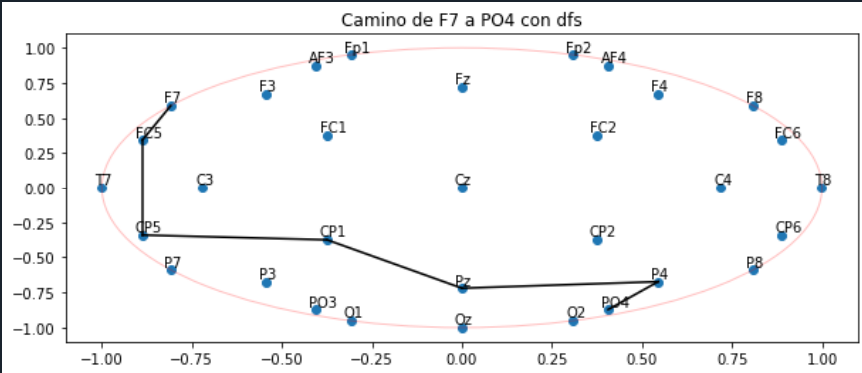 Camino de F7 a PO4 con dfs
1.00
0.75
0.50
0.25
0.00
−0.25
−0.50
−0.75
−1.00
Fp1 Fp2
AF3 AF4
Fz
F3 F4
F7 F8
FC5 FC1 FC2 FC6
T7 C3 Cz C4 T8
CP5 CP1 CP2 CP6
P7 P8
P3 Pz P4
PO3 PO4
O1 Oz O2
−1.00 −0.75 −0.50 −0.25 0.00 0.25 0.50 0.75 1.00